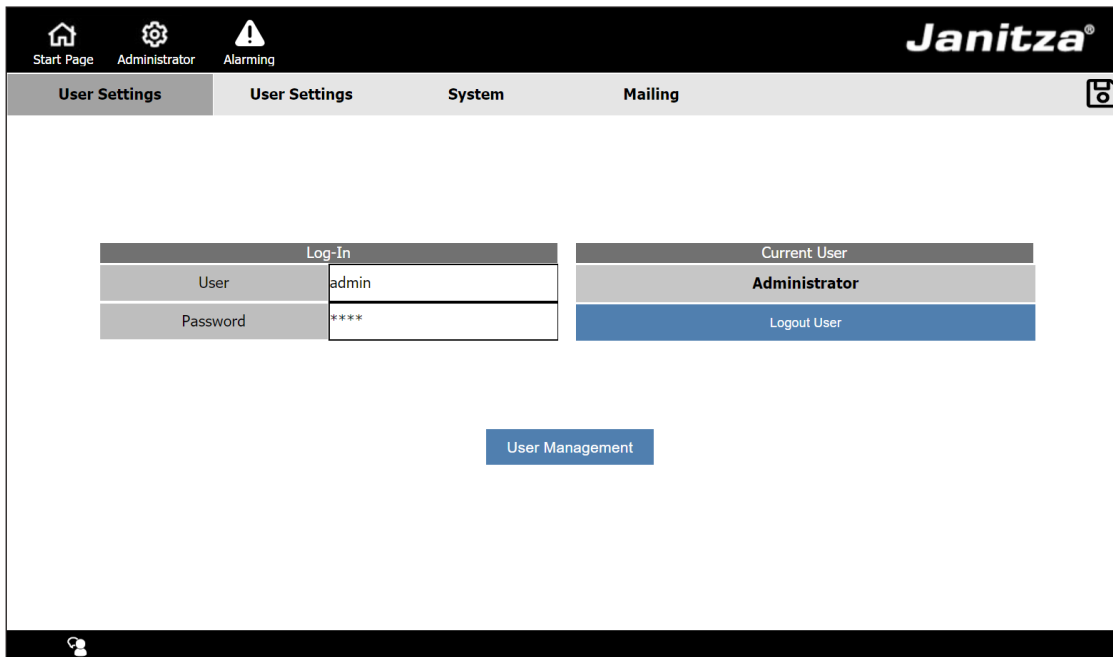 Janitza®
Start Page Administrator Alarming
User Settings User Settings System Mailing
Log-In Current User
User admin Administrator
Password **** Logout User
User Management